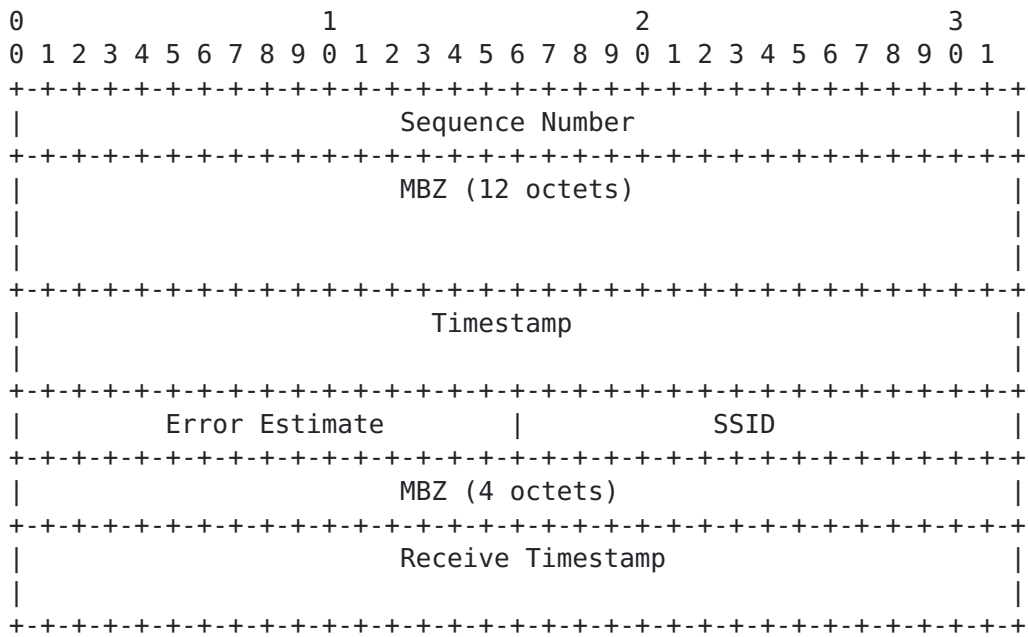 0                   1                   2                   3
0 1 2 3 4 5 6 7 8 9 0 1 2 3 4 5 6 7 8 9 0 1 2 3 4 5 6 7 8 9 0 1
+-+-+-+-+-+-+-+-+-+-+-+-+-+-+-+-+-+-+-+-+-+-+-+-+-+-+-+-+-+-+-+-+
|                        Sequence Number                        |
+-+-+-+-+-+-+-+-+-+-+-+-+-+-+-+-+-+-+-+-+-+-+-+-+-+-+-+-+-+-+-+-+
|                        MBZ (12 octets)                        |
|                                                               |
|                                                               |
+-+-+-+-+-+-+-+-+-+-+-+-+-+-+-+-+-+-+-+-+-+-+-+-+-+-+-+-+-+-+-+-+
|                          Timestamp                            |
|                                                               |
+-+-+-+-+-+-+-+-+-+-+-+-+-+-+-+-+-+-+-+-+-+-+-+-+-+-+-+-+-+-+-+-+
|         Error Estimate        |            SSID               |
+-+-+-+-+-+-+-+-+-+-+-+-+-+-+-+-+-+-+-+-+-+-+-+-+-+-+-+-+-+-+-+-+
|                        MBZ (4 octets)                         |
+-+-+-+-+-+-+-+-+-+-+-+-+-+-+-+-+-+-+-+-+-+-+-+-+-+-+-+-+-+-+-+-+
|                        Receive Timestamp                      |
|                                                               |
+-+-+-+-+-+-+-+-+-+-+-+-+-+-+-+-+-+-+-+-+-+-+-+-+-+-+-+-+-+-+-+-+